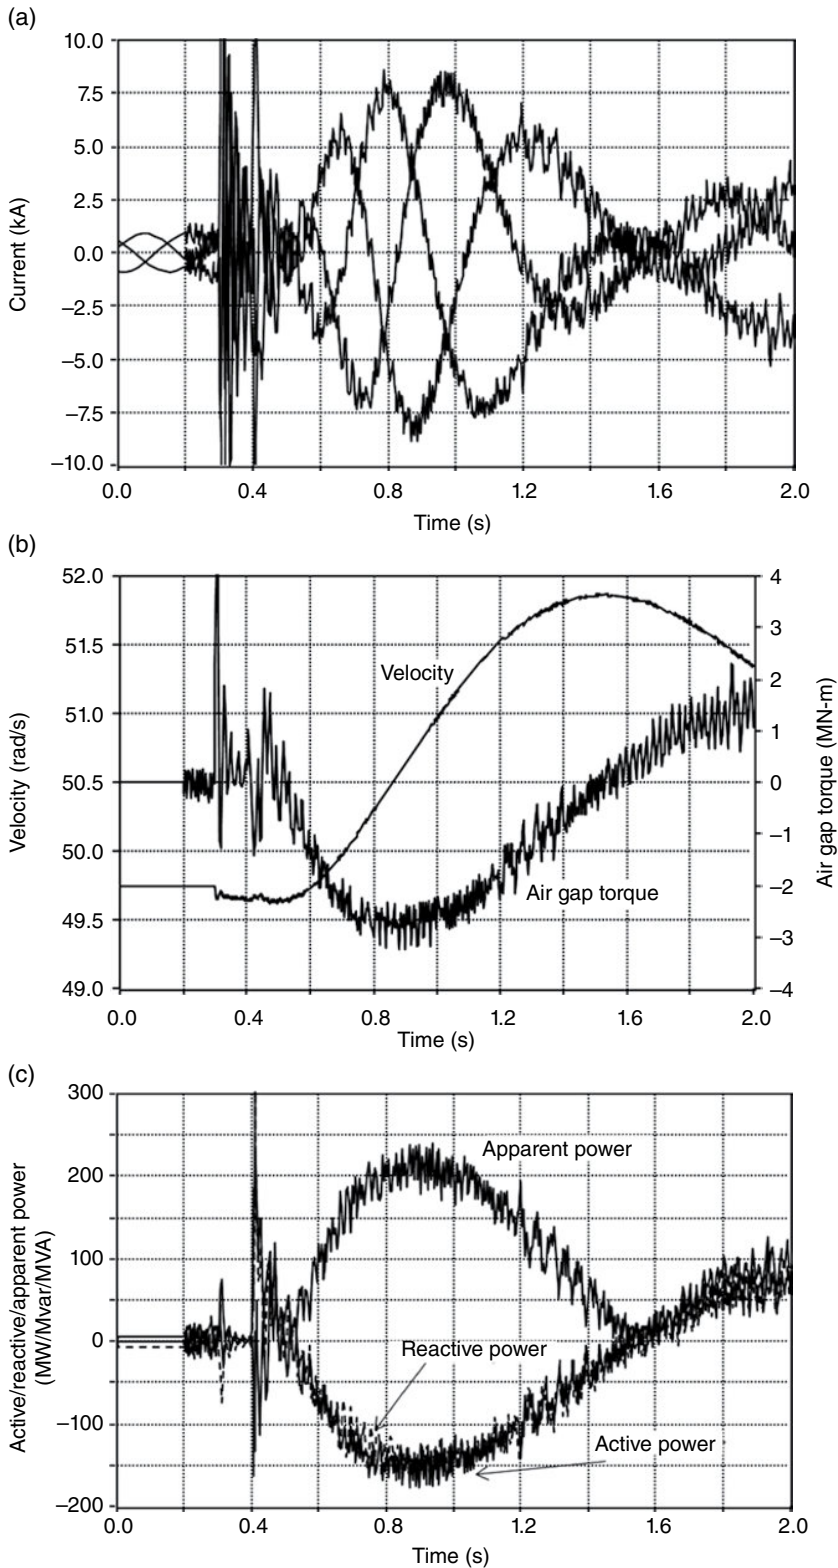 (a)
10.0
7.5
5.0
2.5
0.0
−2.5
−5.0
−7.5
−10.0
Current (kA)
0.0 0.4 0.8 1.2 1.6 2.0
Time (s)
(b)
52.0
51.5
51.0
50.5
50.0
49.5
49.0
Velocity (rad/s)
Velocity
Air gap torque
4
3
2
1
0
−1
−2
−3
−4
Air gap torque (MN-m)
0.0 0.4 0.8 1.2 1.6 2.0
Time (s)
(c)
300
200
100
0
−100
−200
Active/reactive/apparent power
(MW/Mvar/MVA)
Apparent power
Reactive power
Active power
0.0 0.4 0.8 1.2 1.6 2.0
Time (s)